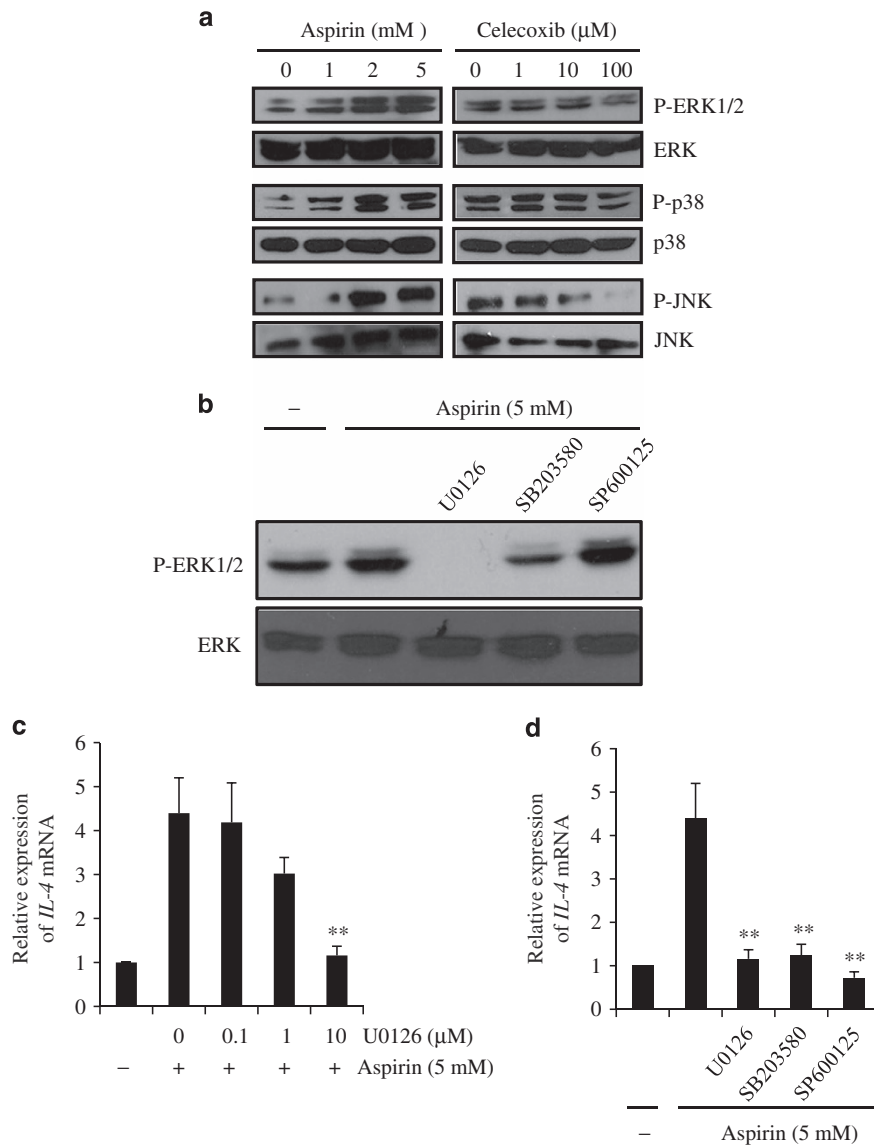 a
Aspirin (mM ) Celecoxib (μM)
0 1 2 5 0 1 10 100
P-ERK1/2
ERK
P-p38
p38
P-JNK
JNK
b
– Aspirin (5 mM)
U0126 SB203580 SP600125
P-ERK1/2
ERK
c
Relative expression
of IL-4 mRNA
6
5
4
3
2
1
0
**
0 0.1 1 10 U0126 (μM)
– + + + + Aspirin (5 mM)
d
Relative expression
of IL-4 mRNA
6
5
4
3
2
1
0
** ** **
U0126 SB203580 SP600125
– Aspirin (5 mM)